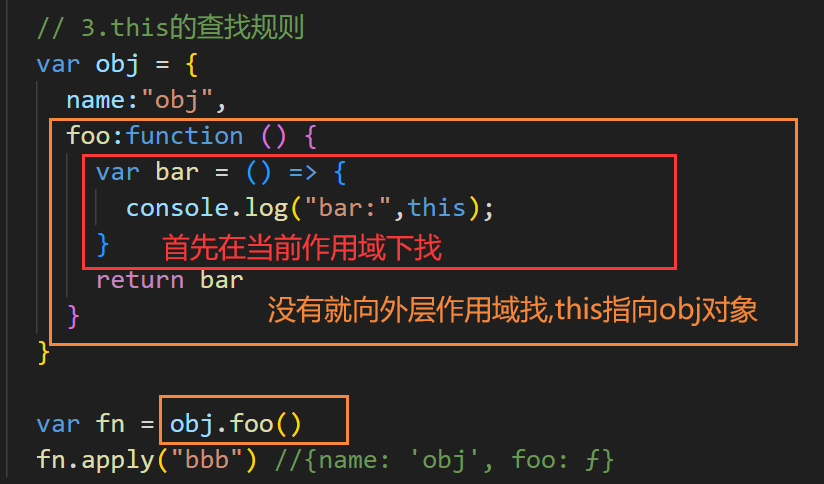 // 3.this的查找规则
var obj = {
name:"obj",
foo:function () {
var bar = () => {
console.log("bar:",this);
} 首先在当前作用域下找
return bar
没有就向外层作用域找,this指向obj对象
}
}
var fn = obj.foo()
fn.apply("bbb") //{name: 'obj', foo: ƒ}